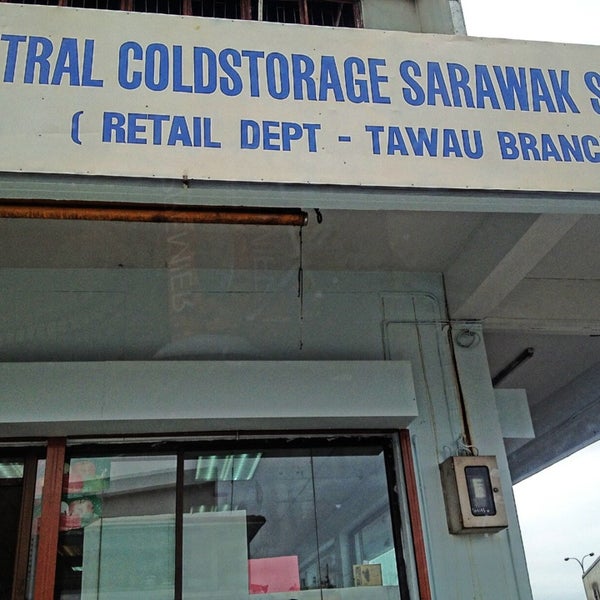 TRAL COLDSTORAGE SARAWAK S
( RETAIL DEPT - TAWAU BRANC